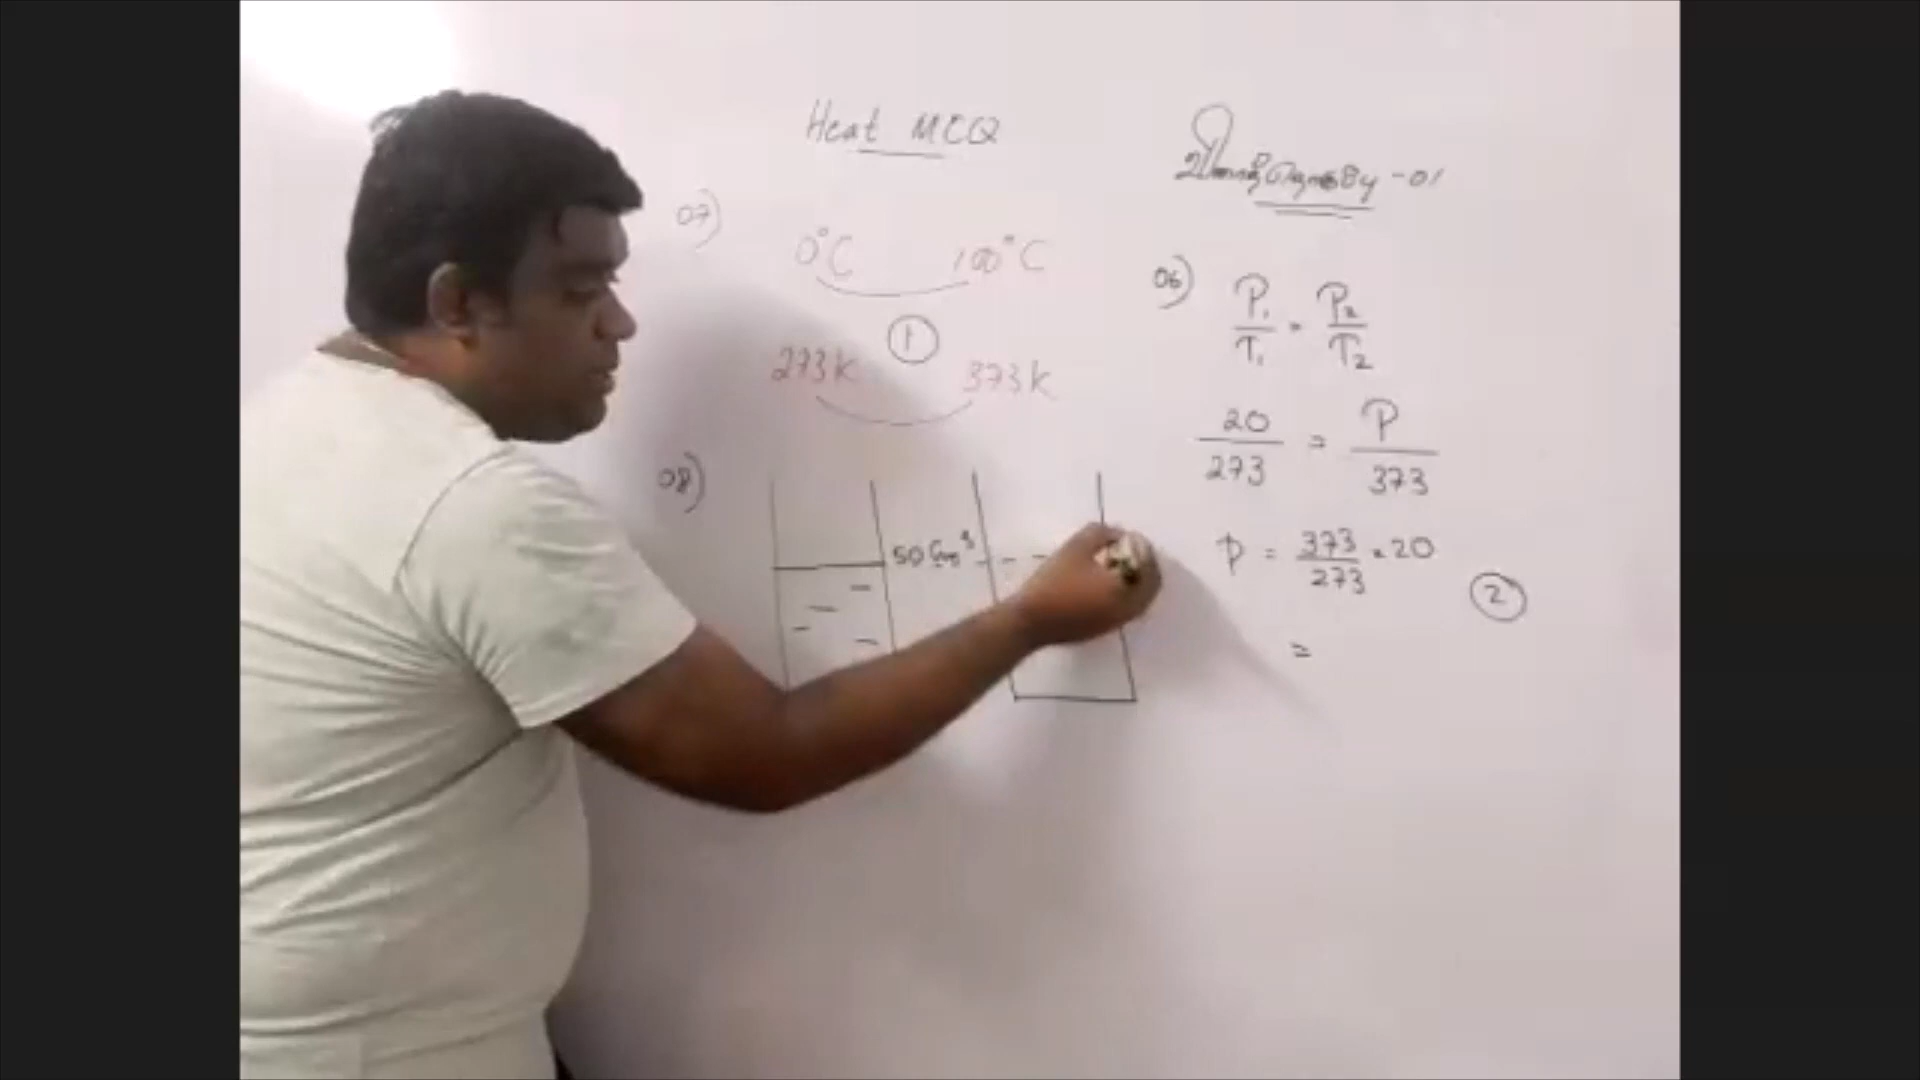 Heat MCQ
வினாத்தொகுதி -01
07)
0°C 100°C
1
273K 373K
08)
50 cm³
06)
P₁/T₁ = P₂/T₂
20/273 = P/373
P = 373/273 × 20
2
=